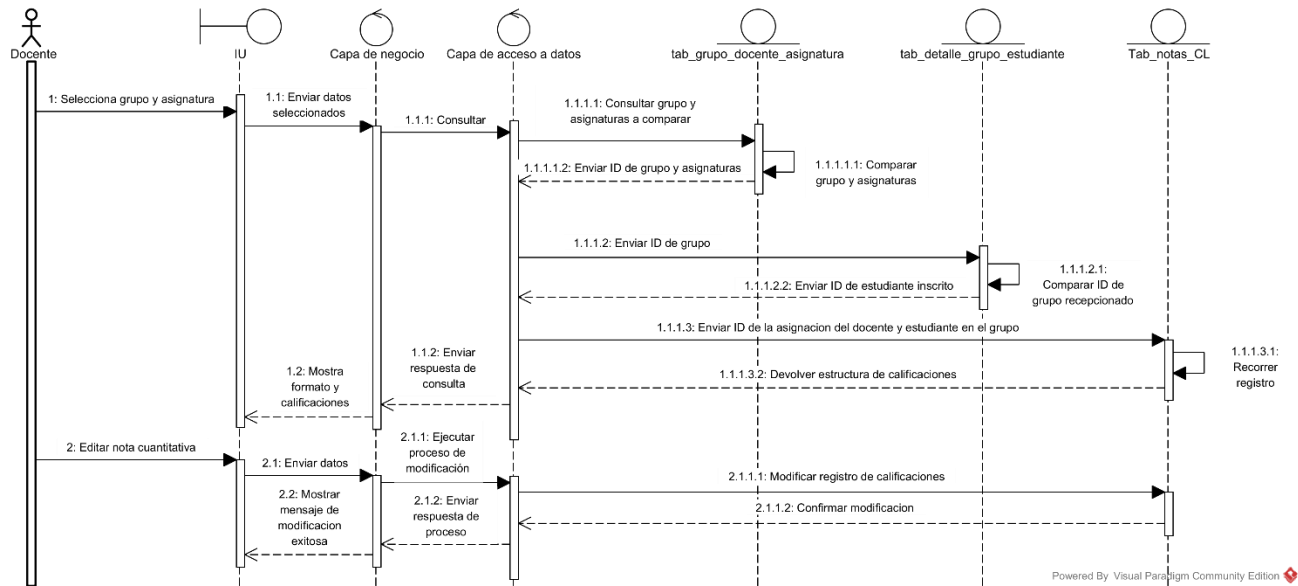 Docente
IU
Capa de negocio
Capa de acceso a datos
tab_grupo_docente_asignatura
tab_detalle_grupo_estudiante
Tab_notas_CL
1: Selecciona grupo y asignatura
1.1: Enviar datos
seleccionados
1.1.1: Consultar
1.1.1.1: Consultar grupo y
asignaturas a comparar
1.1.1.1.1: Comparar
grupo y asignaturas
1.1.1.1.2: Enviar ID de grupo y asignaturas
1.1.1.2: Enviar ID de grupo
1.1.1.2.1:
Comparar ID de
grupo recepcionado
1.1.1.2.2: Enviar ID de estudiante inscrito
1.1.1.3: Enviar ID de la asignacion del docente y estudiante en el grupo
1.1.1.3.1:
Recorrer
registro
1.1.1.3.2: Devolver estructura de calificaciones
1.1.2: Enviar
respuesta de
consulta
1.2: Mostra
formato y
calificaciones
2: Editar nota cuantitativa
2.1: Enviar datos
2.1.1: Ejecutar
proceso de
modificación
2.1.1.1: Modificar registro de calificaciones
2.1.1.2: Confirmar modificacion
2.1.2: Enviar
respuesta de
proceso
2.2: Mostrar
mensaje de
modificacion
exitosa
Powered By Visual Paradigm Community Edition